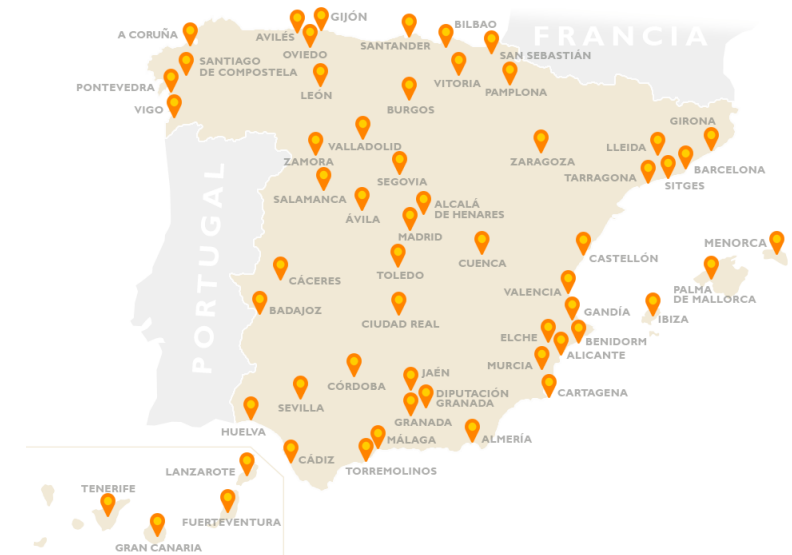 GIJÓN
A CORUÑA
AVILÉS
BILBAO
FRANCIA
SANTANDER
OVIEDO
SAN SEBASTIÁN
SANTIAGO
DE COMPOSTELA
PONTEVEDRA
LEÓN
VITORIA
PAMPLONA
VIGO
BURGOS
GIRONA
VALLADOLID
LLEIDA
ZAMORA
ZARAGOZA
BARCELONA
SEGOVIA
TARRAGONA
SITGES
SALAMANCA
ALCALÁ
DE HENARES
ÁVILA
MADRID
MENORCA
PORTUGAL
CUENCA
CASTELLÓN
TOLEDO
CÁCERES
VALENCIA
PALMA
DE MALLORCA
BADAJOZ
GANDÍA
IBIZA
CIUDAD REAL
ELCHE
BENIDORM
ALICANTE
MURCIA
JAÉN
CÓRDOBA
CARTAGENA
DIPUTACIÓN
GRANADA
SEVILLA
GRANADA
HUELVA
MÁLAGA
ALMERÍA
CÁDIZ
LANZAROTE
TORREMOLINOS
TENERIFE
FUERTEVENTURA
GRAN CANARIA